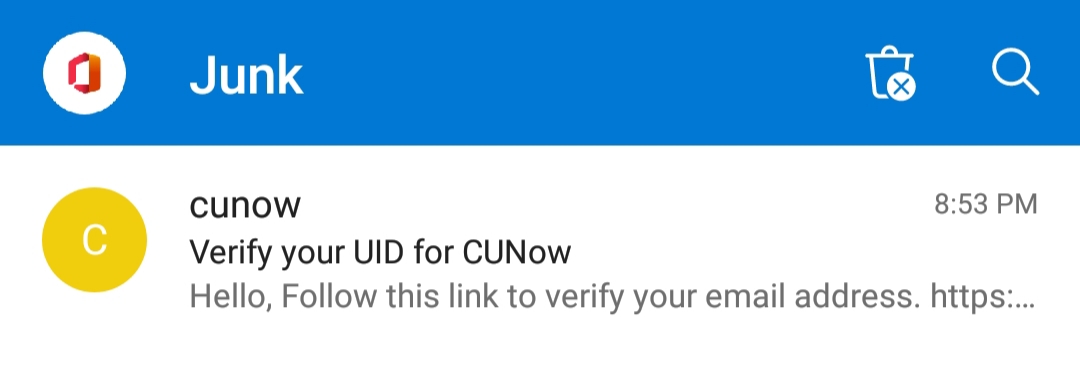 Junk
C
cunow
8:53 PM
Verify your UID for CUNow
Hello, Follow this link to verify your email address. https:...